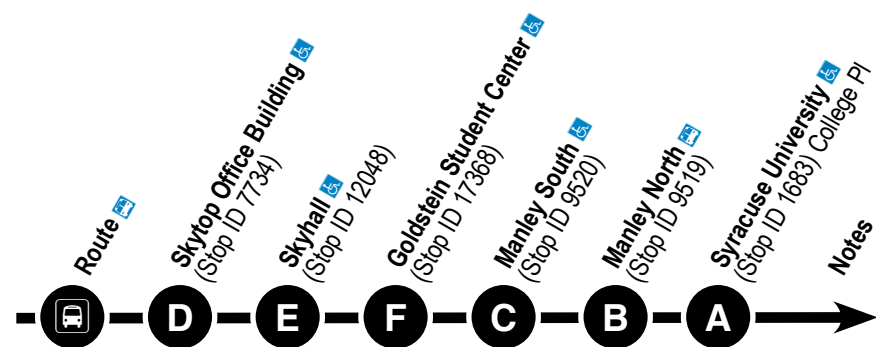 Route
Skytop Office Building
(Stop ID 7734)
Skyhall
(Stop ID 12048)
Goldstein Student Center
(Stop ID 17368)
Manley South
(Stop ID 9520)
Manley North
(Stop ID 9519)
Syracuse University
(Stop ID 1683) College Pl
Notes
D
E
F
C
B
A